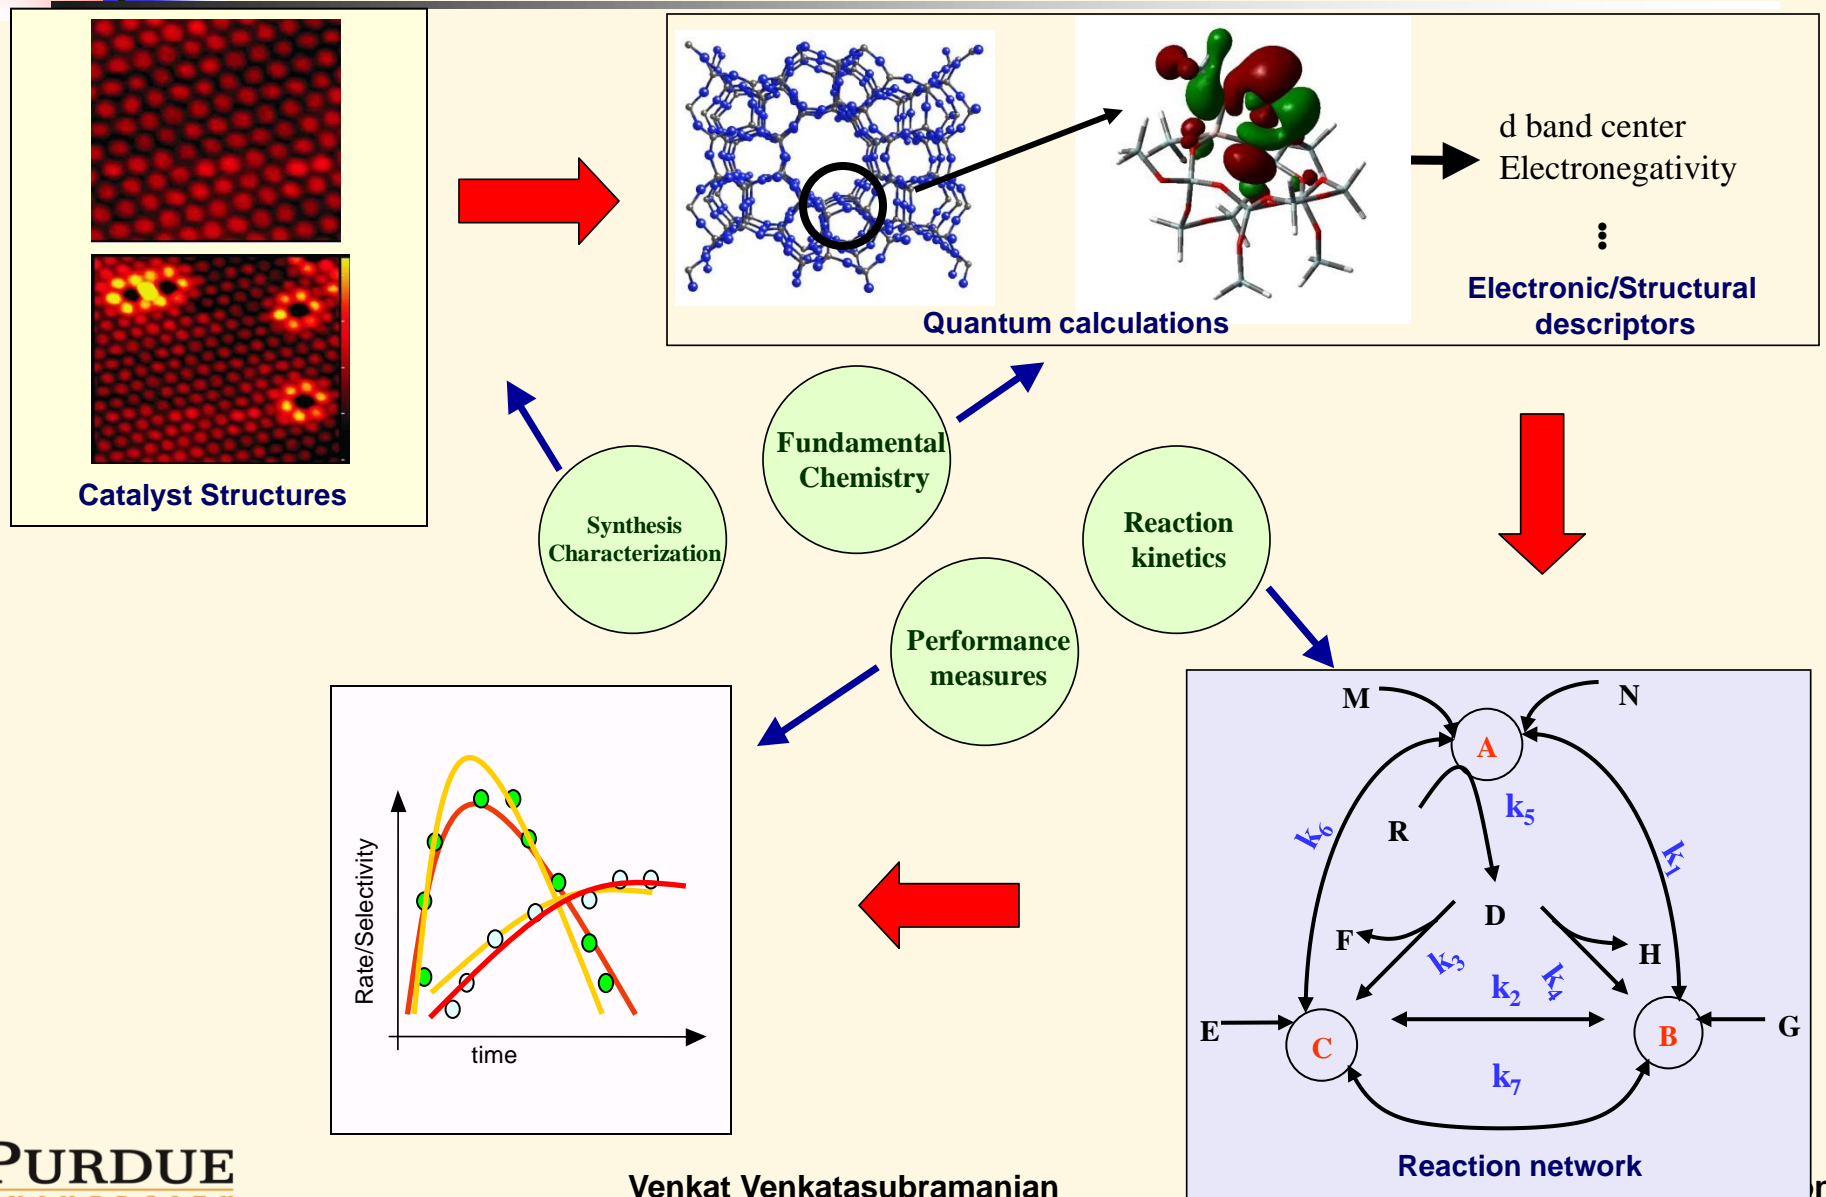 d band center
Electronegativity
⋮
Electronic/Structural
descriptors
Quantum calculations
Catalyst Structures
Fundamental
Chemistry
Synthesis
Characterization
Reaction
kinetics
Performance
measures
Rate/Selectivity
time
M
N
A
k5
R
k6
k1
D
F
H
k3
k4
k2
E
C
B
G
k7
Reaction network
PURDUE
Venkat Venkatasubramanian